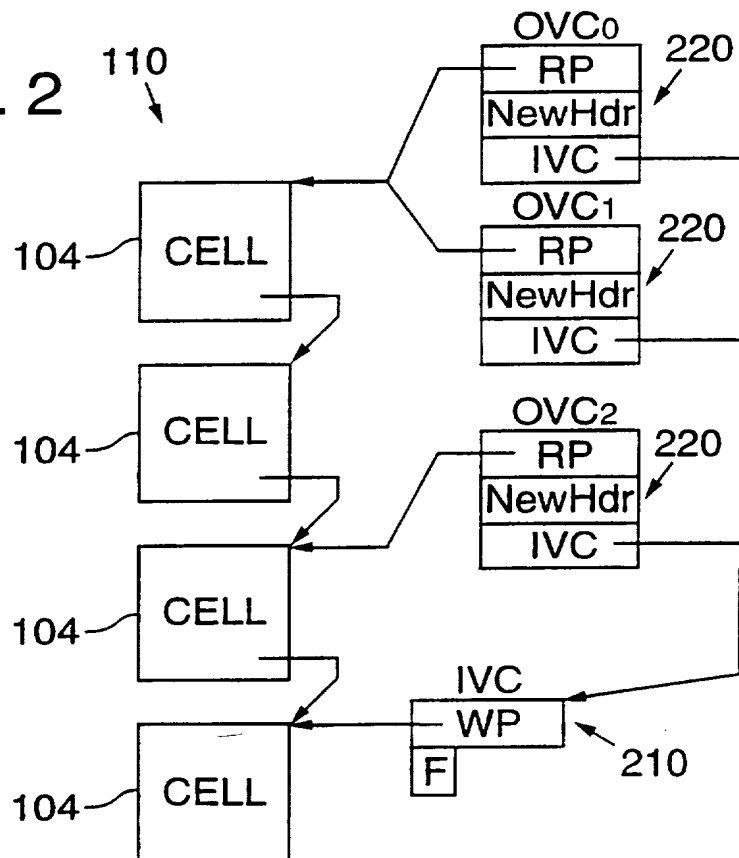 . 2
110
OVC0
RP
220
NewHdr
IVC
OVC1
104
CELL
RP
220
NewHdr
IVC
104
CELL
OVC2
RP
220
NewHdr
IVC
104
CELL
IVC
WP
210
F
104
CELL